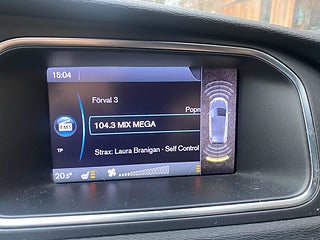 15:04
Förval 3
Popm
104.3 MIX MEGA
FM1
TP
Strax: Laura Branigan - Self Control
20.5°